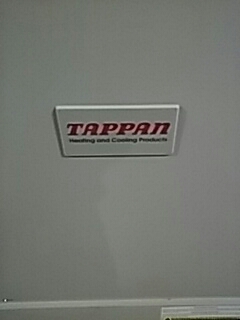 TAPPAN
Heating and Cooling Products